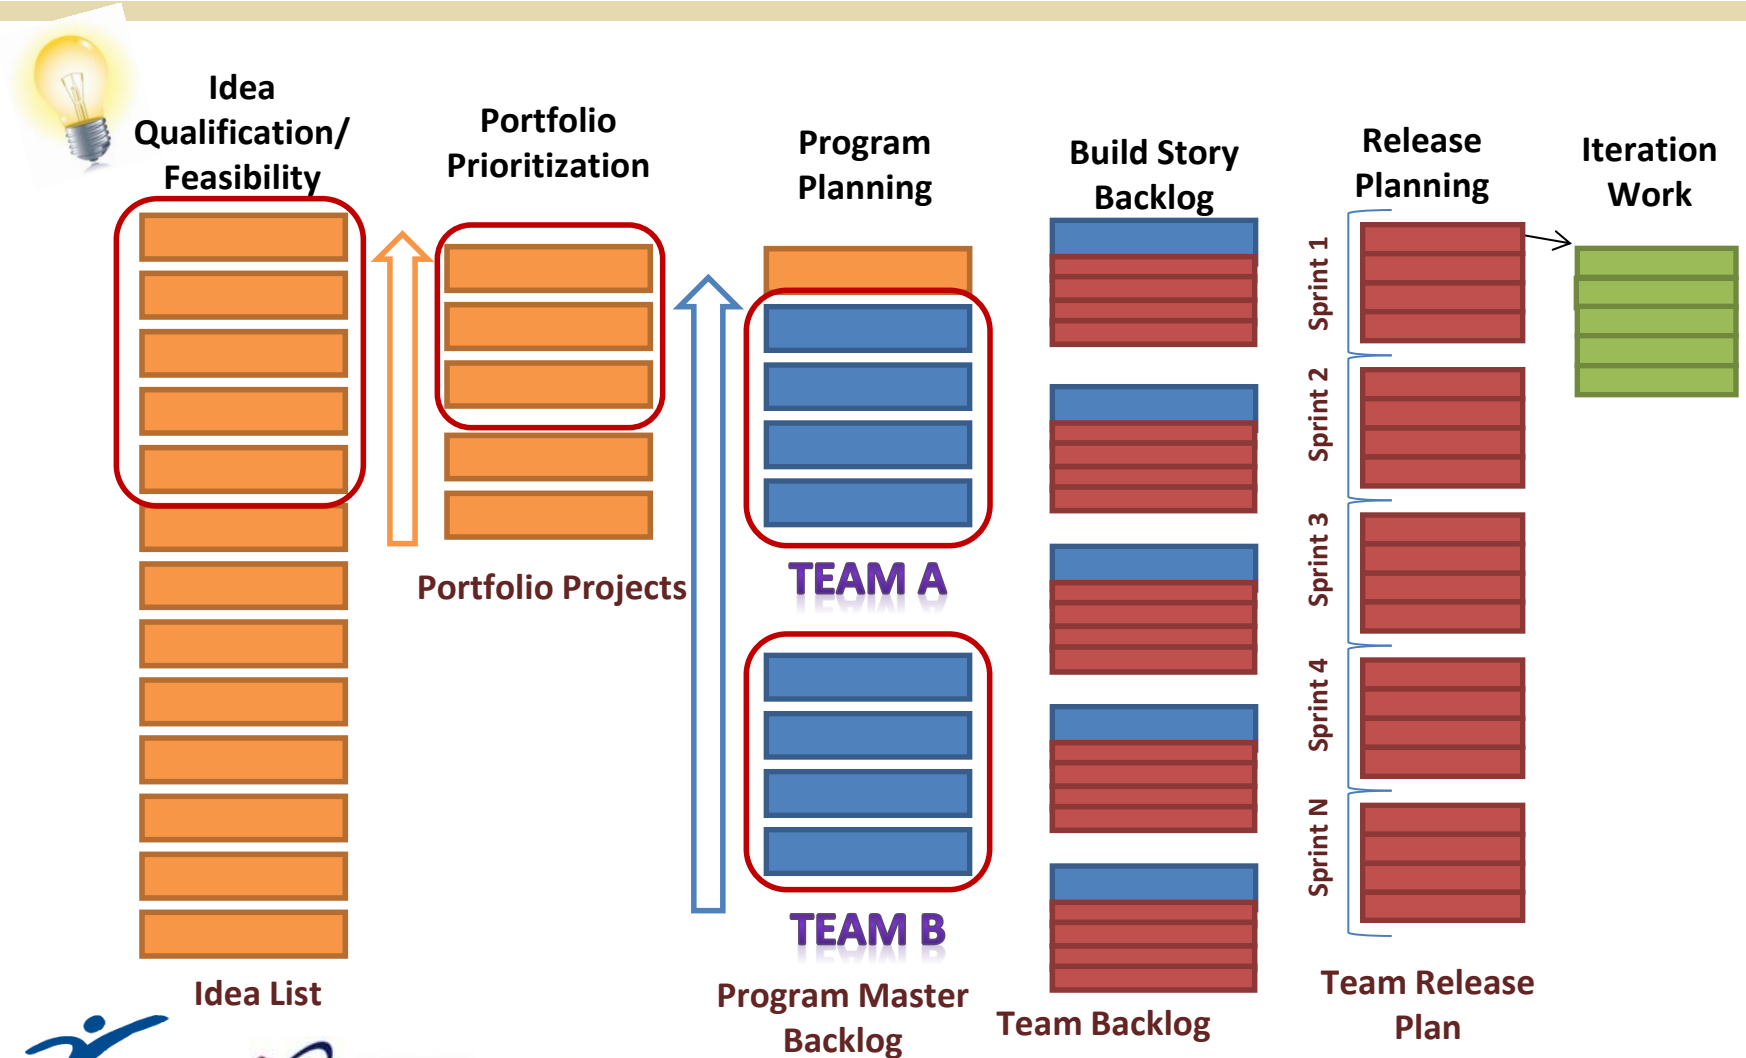 Idea
Qualification/
Feasibility
Portfolio
Prioritization
Program
Planning
Build Story
Backlog
Release
Planning
Iteration
Work
Sprint 1
Sprint 2
Sprint 3
Sprint 4
Sprint N
Portfolio Projects
TEAM A
TEAM B
Idea List
Program Master
Backlog
Team Backlog
Team Release
Plan